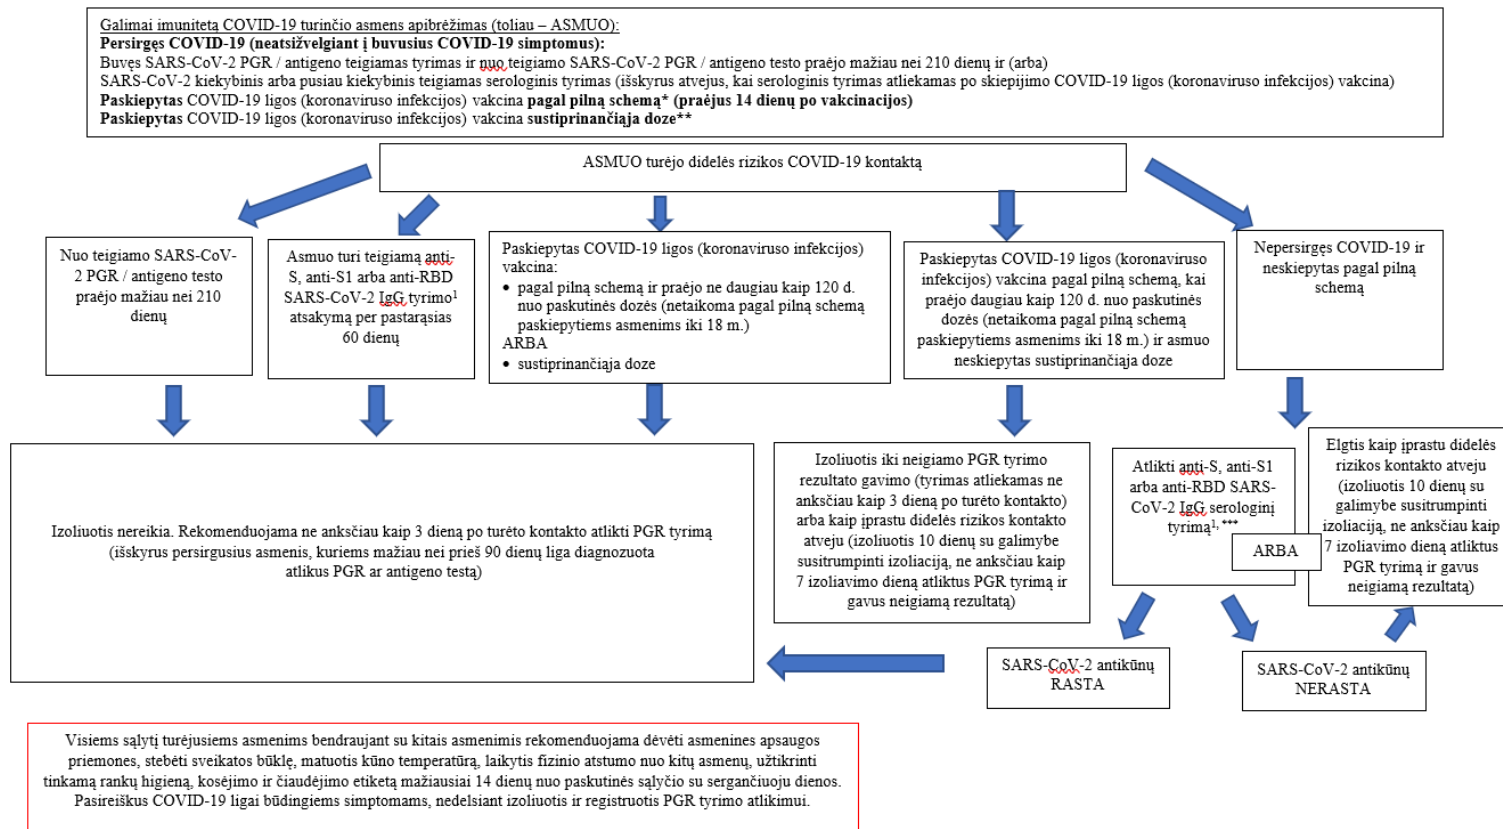 Galimai imunitetą COVID-19 turinčio asmens apibrėžimas (toliau – ASMUO):
Persirgęs COVID-19 (neatsižvelgiant į buvusius COVID-19 simptomus):
Buvęs SARS-CoV-2 PGR / antigeno teigiamas tyrimas ir nuo teigiamo SARS-CoV-2 PGR / antigeno testo praėjo mažiau nei 210 dienų ir (arba)
SARS-CoV-2 kiekybinis arba pusiau kiekybinis teigiamas serologinis tyrimas (išskyrus atvejus, kai serologinis tyrimas atliekamas po skiepijimo COVID-19 ligos (koronaviruso infekcijos) vakcina)
Paskiepytas COVID-19 ligos (koronaviruso infekcijos) vakcina pagal pilną schemą* (praėjus 14 dienų po vakcinacijos)
Paskiepytas COVID-19 ligos (koronaviruso infekcijos) vakcina sustiprinančiąja doze**
ASMUO turėjo didelės rizikos COVID-19 kontaktą
Nuo teigiamo SARS-CoV-
2 PGR / antigeno testo
praėjo mažiau nei 210
dienų
Asmuo turi teigiamą anti-
S, anti-S1 arba anti-RBD
SARS-CoV-2 IgG tyrimo¹
atsakymą per pastarąsias
60 dienų
Paskiepytas COVID-19 ligos (koronaviruso infekcijos)
vakcina:
• pagal pilną schemą ir praėjo ne daugiau kaip 120 d.
nuo paskutinės dozės (netaikoma pagal pilną schemą
paskiepytiems asmenims iki 18 m.)
ARBA
• sustiprinančiąja doze
Paskiepytas COVID-19 ligos (koronaviruso
infekcijos) vakcina pagal pilną schemą, kai
praėjo daugiau kaip 120 d. nuo paskutinės
dozės (netaikoma pagal pilną schemą
paskiepytiems asmenims iki 18 m.) ir asmuo
neskiepytas sustiprinančiąja doze
Nepersirgęs COVID-19 ir
neskiepytas pagal pilną
schemą
Izoliuotis nereikia. Rekomenduojama ne anksčiau kaip 3 dieną po turėto kontakto atlikti PGR tyrimą
(išskyrus persirgusius asmenis, kuriems mažiau nei prieš 90 dienų liga diagnozuota
atlikus PGR ar antigeno testą)
Izoliuotis iki neigiamo PGR tyrimo
rezultato gavimo (tyrimas atliekamas ne
anksčiau kaip 3 dieną po turėto kontakto)
arba kaip įprastu didelės rizikos kontakto
atveju (izoliuotis 10 dienų su galimybe
susitrumpinti izoliaciją, ne anksčiau kaip
7 izoliavimo dieną atliktus PGR tyrimą ir
gavus neigiamą rezultatą)
Atlikti anti-S, anti-S1
arba anti-RBD SARS-
CoV-2 IgG serologinį
tyrimą¹, ***
ARBA
Elgtis kaip įprastu didelės
rizikos kontakto atveju
(izoliuotis 10 dienų su
galimybe susitrumpinti
izoliaciją, ne anksčiau kaip
7 izoliavimo dieną atliktus
PGR tyrimą ir gavus
neigiamą rezultatą)
SARS-CoV-2 antikūnų
RASTA
SARS-CoV-2 antikūnų
NERASTA
Visiems sąlytį turėjusiems asmenims bendraujant su kitais asmenimis rekomenduojama dėvėti asmenines apsaugos
priemones, stebėti sveikatos būklę, matuotis kūno temperatūrą, laikytis fizinio atstumo nuo kitų asmenų, užtikrinti
tinkamą rankų higieną, kosėjimo ir čiaudėjimo etiketą mažiausiai 14 dienų nuo paskutinės sąlyčio su sergančiuoju dienos.
Pasireiškus COVID-19 ligai būdingiems simptomams, nedelsiant izoliuotis ir registruotis PGR tyrimo atlikimui.